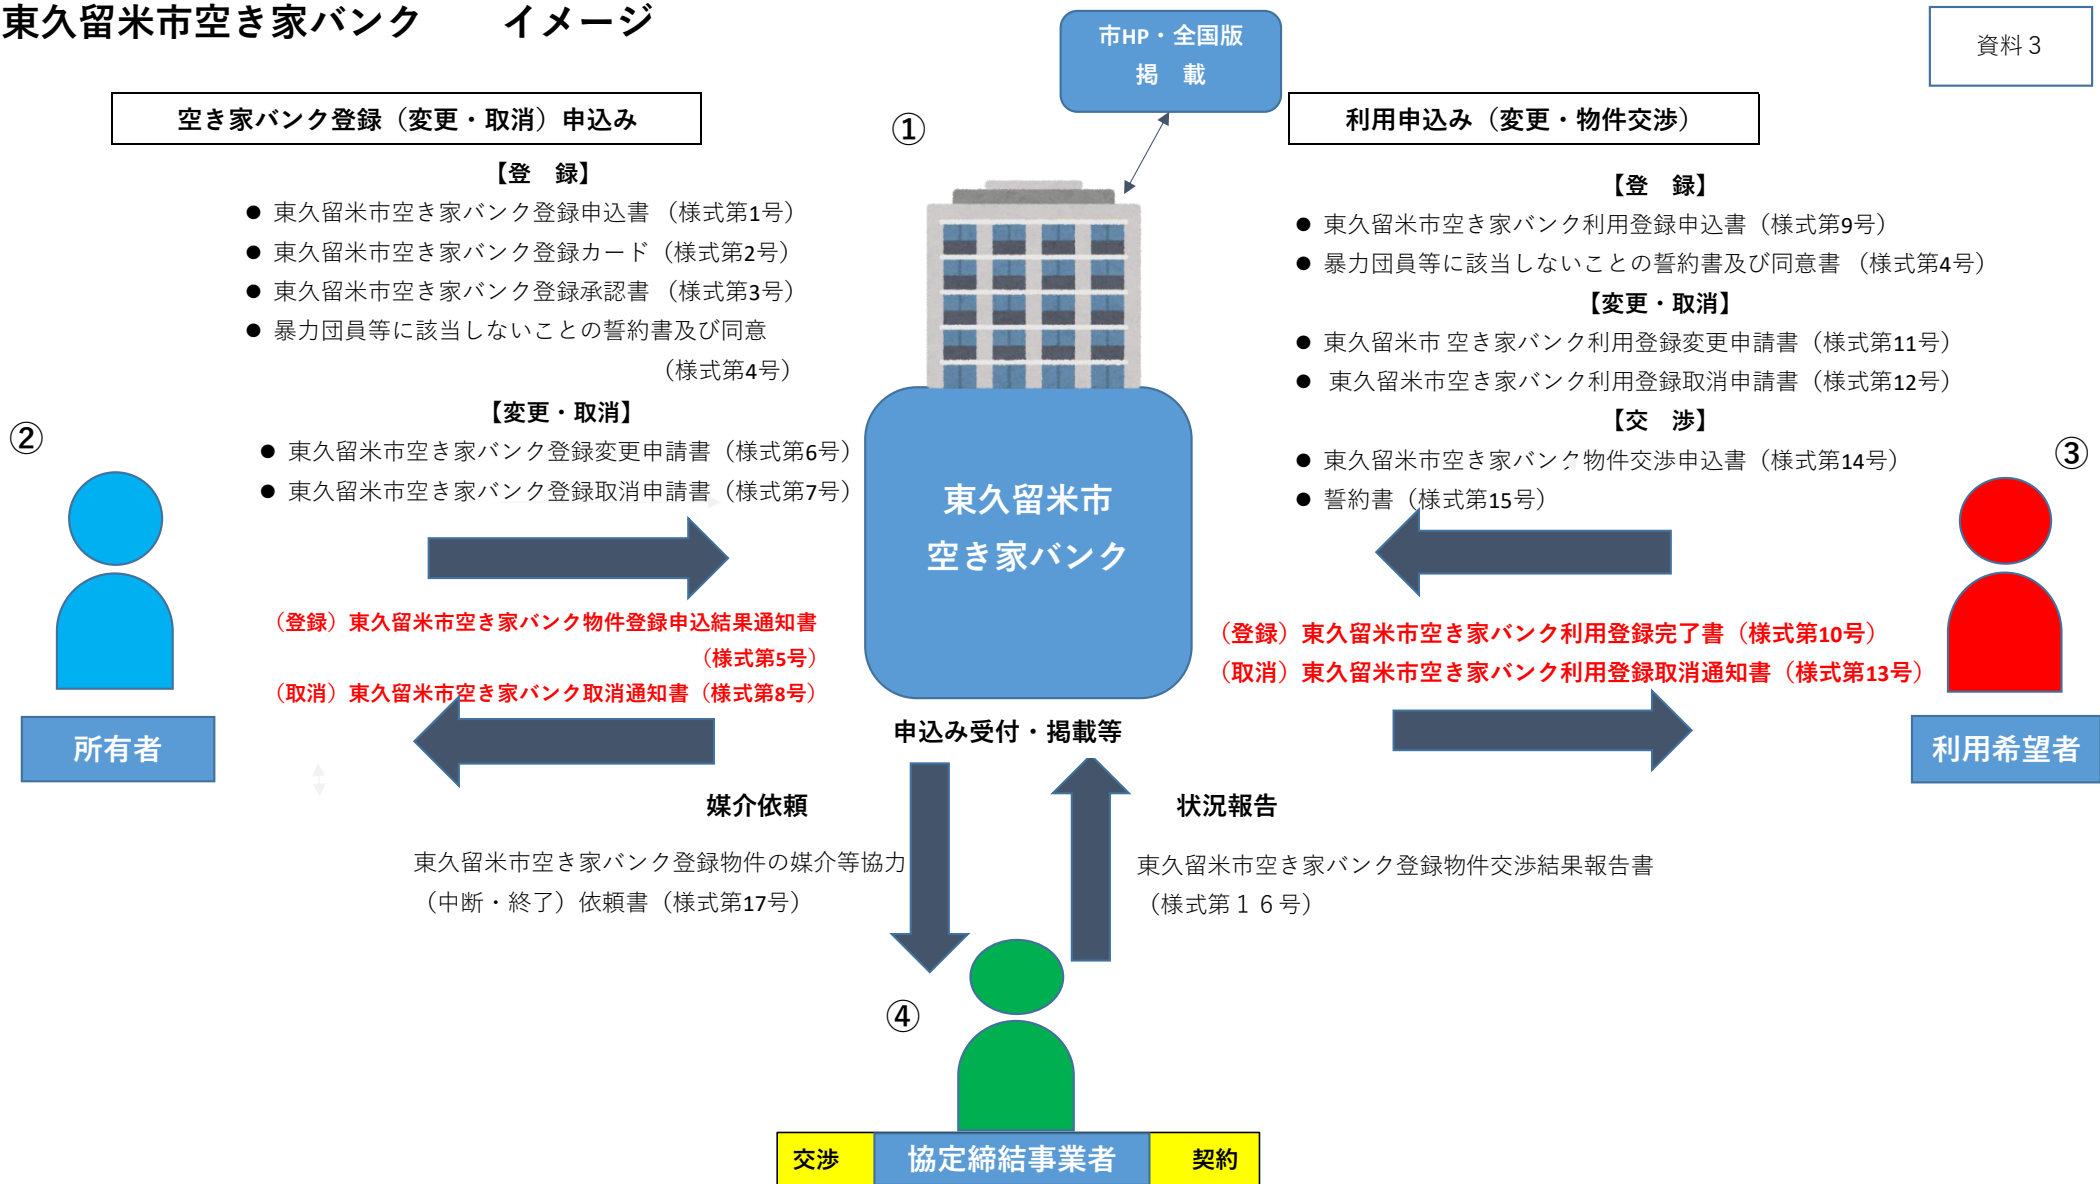 東久留米市空き家バンク　　イメージ
資料３
市HP・全国版
掲　載
①
空き家バンク登録（変更・取消）申込み
【登　録】
● 東久留米市空き家バンク登録申込書 （様式第1号）
● 東久留米市空き家バンク登録カード（様式第2号）
● 東久留米市空き家バンク登録承認書 （様式第3号）
● 暴力団員等に該当しないことの誓約書及び同意
（様式第4号）
【変更・取消】
● 東久留米市空き家バンク登録変更申請書（様式第6号）
● 東久留米市空き家バンク登録取消申請書（様式第7号）
②
（登録）東久留米市空き家バンク物件登録申込結果通知書
（様式第5号）
（取消）東久留米市空き家バンク取消通知書（様式第8号）
所有者
東久留米市
空き家バンク
申込み受付・掲載等
利用申込み（変更・物件交渉）
【登　録】
● 東久留米市空き家バンク利用登録申込書（様式第9号）
● 暴力団員等に該当しないことの誓約書及び同意書 （様式第4号）
【変更・取消】
● 東久留米市 空き家バンク利用登録変更申請書（様式第11号）
● 東久留米市空き家バンク利用登録取消申請書（様式第12号）
【交　渉】
● 東久留米市空き家バンク物件交渉申込書（様式第14号）
● 誓約書（様式第15号）
③
（登録）東久留米市空き家バンク利用登録完了書（様式第10号）
（取消）東久留米市空き家バンク利用登録取消通知書（様式第13号）
利用希望者
媒介依頼
東久留米市空き家バンク登録物件の媒介等協力
（中断・終了）依頼書（様式第17号）
状況報告
東久留米市空き家バンク登録物件交渉結果報告書
（様式第１６号）
④
交渉
協定締結事業者
契約